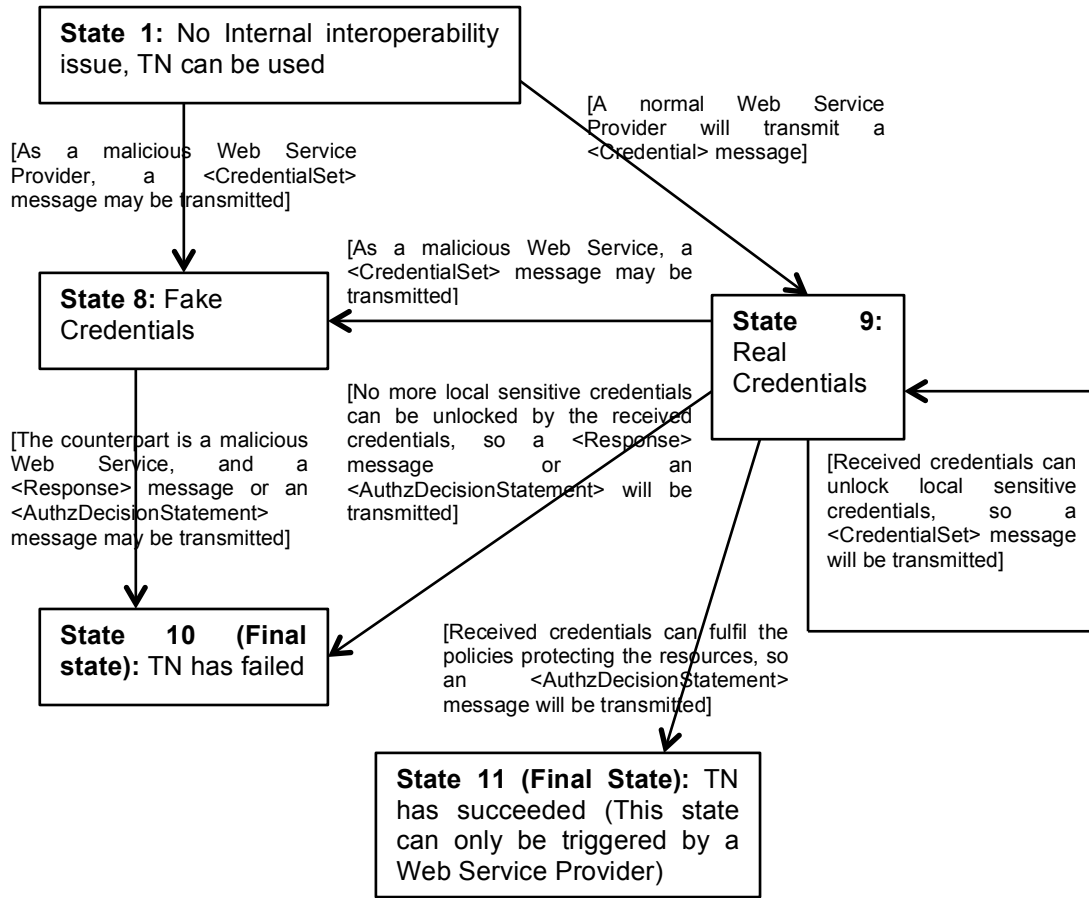 State 1: No Internal interoperability
issue, TN can be used
[A normal Web Service
Provider will transmit a
<Credential> message]
[As a malicious Web Service
Provider, a <CredentialSet>
message may be transmitted]
[As a malicious Web Service, a
<CredentialSet> message may be
transmitted]
State 8: Fake
Credentials
State 9:
Real
Credentials
[No more local sensitive credentials
can be unlocked by the received
credentials, so a <Response>
message or an
<AuthzDecisionStatement> will be
transmitted]
[The counterpart is a malicious
Web Service, and a
<Response> message or an
<AuthzDecisionStatement>
message may be transmitted]
[Received credentials can
unlock local sensitive
credentials, so a
<CredentialSet> message
will be transmitted]
State 10 (Final
state): TN has failed
[Received credentials can fulfil the
policies protecting the resources, so
an <AuthzDecisionStatement>
message will be transmitted]
State 11 (Final State): TN
has succeeded (This state
can only be triggered by a
Web Service Provider)